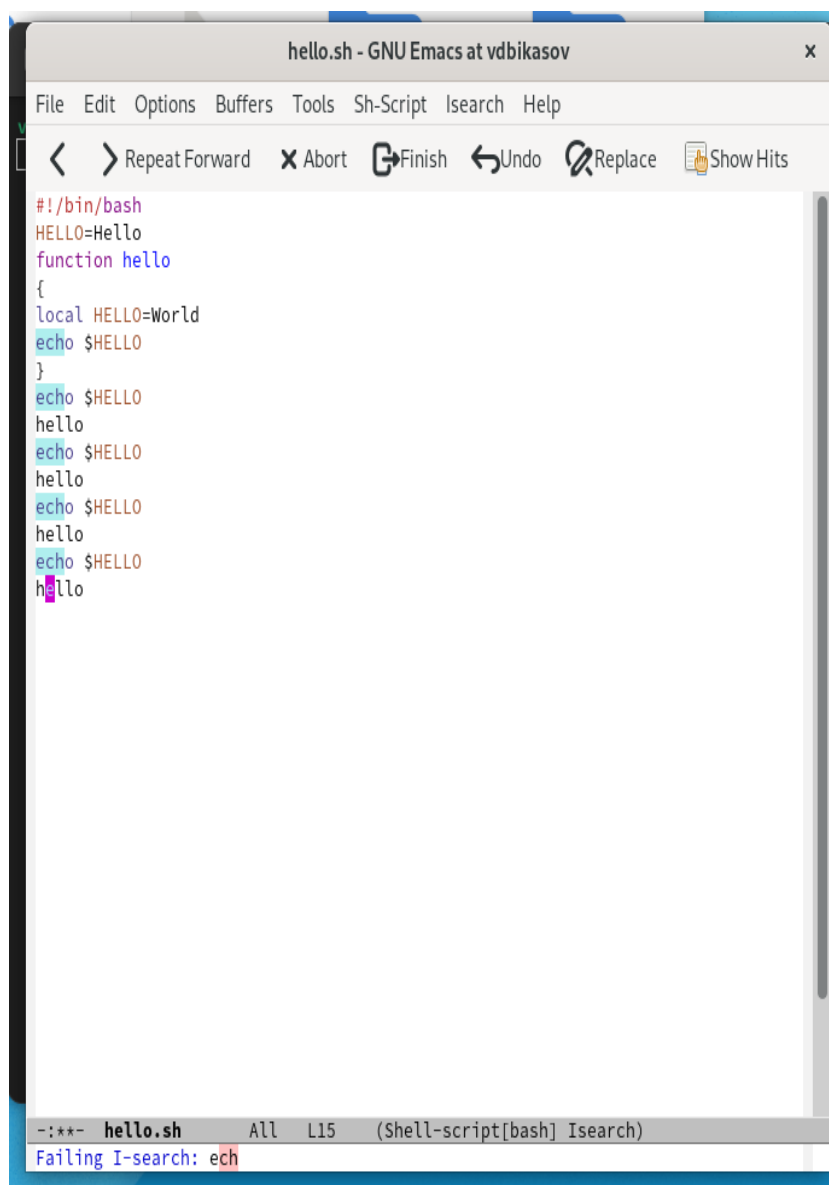 hello.sh - GNU Emacs at vdbikasov x
File Edit Options Buffers Tools Sh-Script Isearch Help
Repeat Forward Abort Finish Undo Replace Show Hits
#!/bin/bash
HELLO=Hello
function hello
{
local HELLO=World
echo $HELLO
}
echo $HELLO
hello
echo $HELLO
hello
echo $HELLO
hello
echo $HELLO
hello
-:**- hello.sh All L15 (Shell-script[bash] Isearch)
Failing I-search: ech